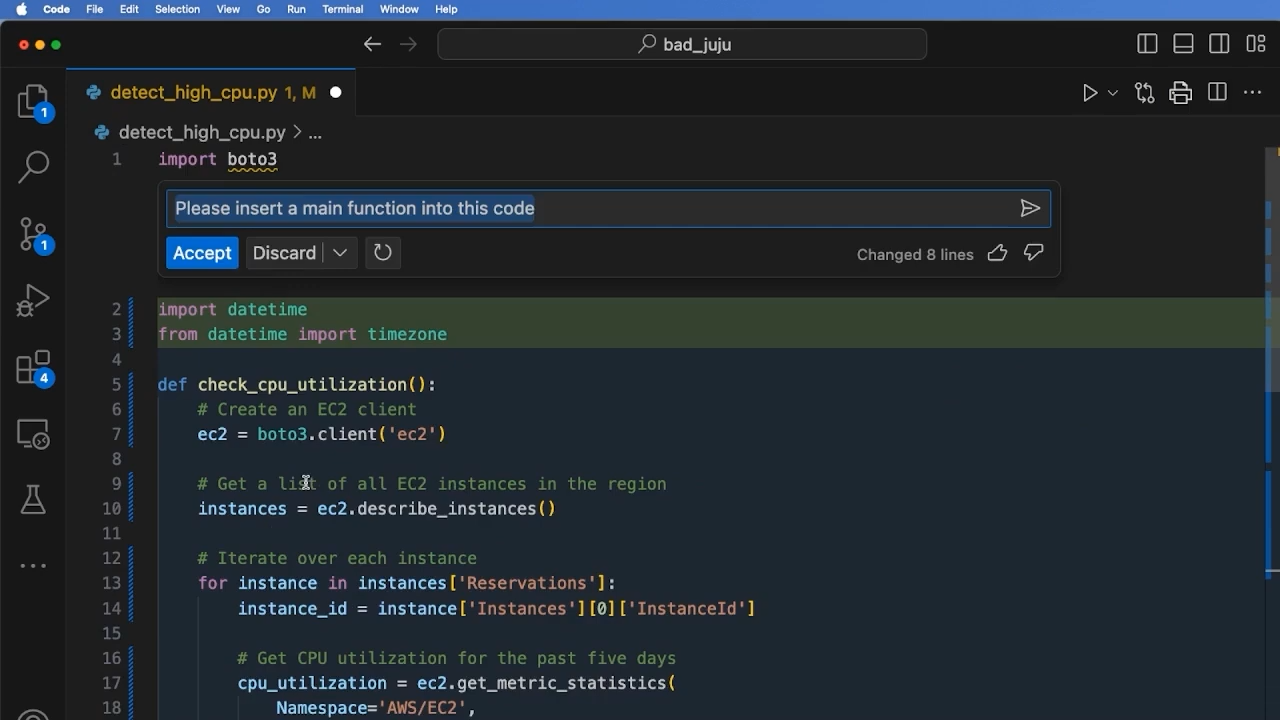 Code File Edit Selection View Go Run Terminal Window Help
bad_juju
detect_high_cpu.py 1, M
detect_high_cpu.py > ...
1 import boto3
Please insert a main function into this code
Accept Discard Changed 8 lines
2 import datetime
3 from datetime import timezone
4
5 def check_cpu_utilization():
6 # Create an EC2 client
7 ec2 = boto3.client('ec2')
8
9 # Get a list of all EC2 instances in the region
10 instances = ec2.describe_instances()
11
12 # Iterate over each instance
13 for instance in instances['Reservations']:
14 instance_id = instance['Instances'][0]['InstanceId']
15
16 # Get CPU utilization for the past five days
17 cpu_utilization = ec2.get_metric_statistics(
18 Namespace='AWS/EC2',
1
1
4